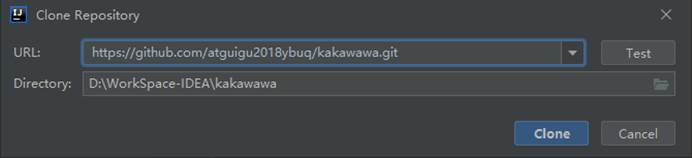 Clone Repository
URL: https://github.com/atguigu2018ybuq/kakawawa.git Test
Directory: D:\WorkSpace-IDEA\kakawawa
Clone Cancel